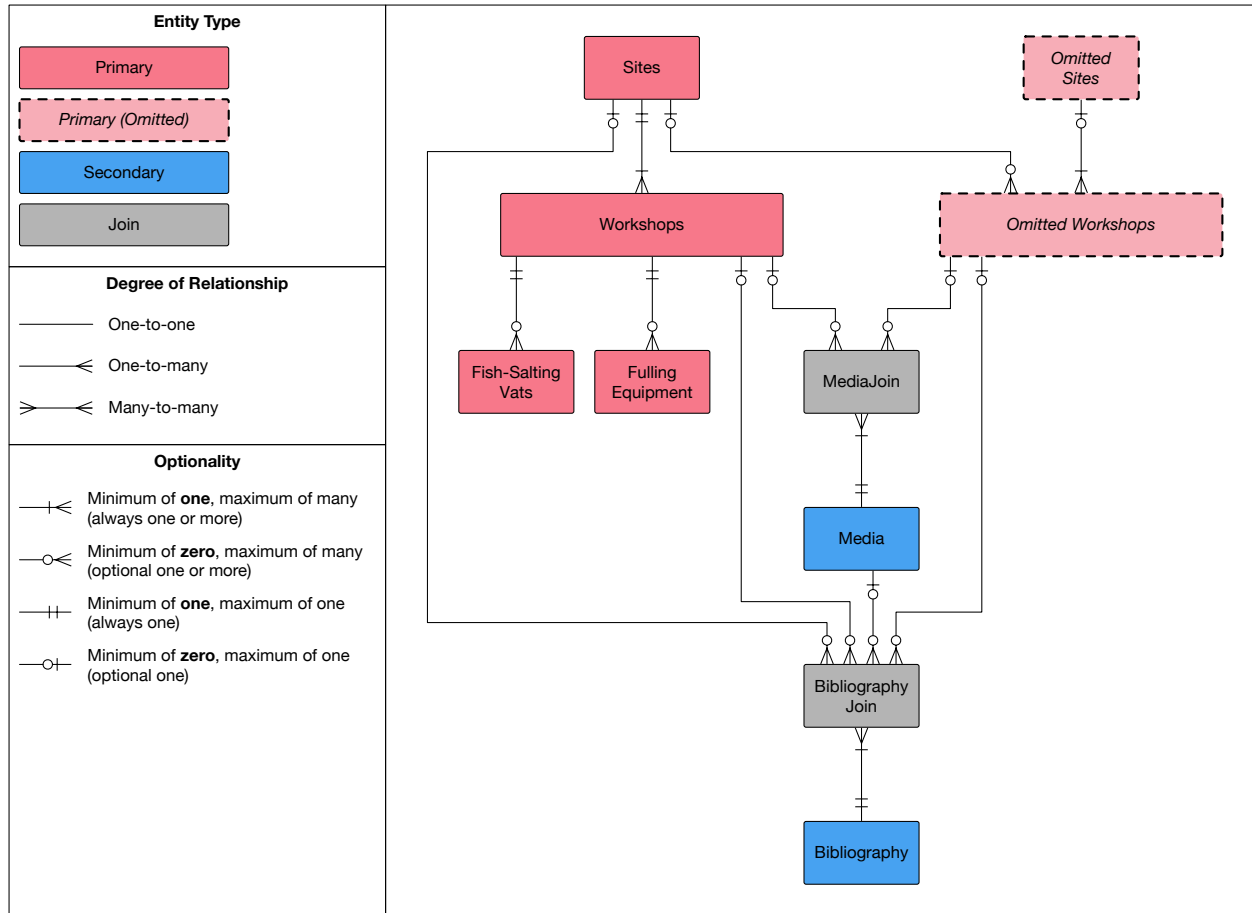 Entity Type
Primary
Primary (Omitted)
Secondary
Join
Degree of Relationship
One-to-one
One-to-many
Many-to-many
Optionality
Minimum of one, maximum of many
(always one or more)
Minimum of zero, maximum of many
(optional one or more)
Minimum of one, maximum of one
(always one)
Minimum of zero, maximum of one
(optional one)
Sites
Omitted
Sites
Workshops
Omitted Workshops
Fish-Salting
Vats
Fulling
Equipment
MediaJoin
Media
Bibliography
Join
Bibliography